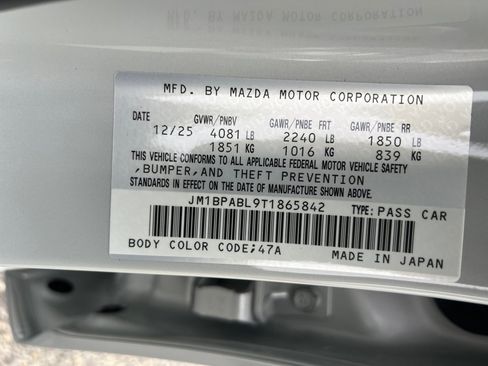 MFD. BY MAZDA MOTOR CORPORATION
DATE GVWR/PNBV GAWR/PNBE FRT GAWR/PNBE RR
12/25 4081 LB 2240 LB 1850 LB
1851 KG 1016 KG 839 KG
THIS VEHICLE CONFORMS TO ALL APPLICABLE FEDERAL MOTOR VEHICLE SAFETY
,BUMPER,AND THEFT PREVENTION
STANDARDS IN EFFECT ON THE DATE OF MANUFACTURE SHOWN ABOVE.
JM1BPABL9T1865842 TYPE:PASS CAR
BODY COLOR CODE;47A MADE IN JAPAN